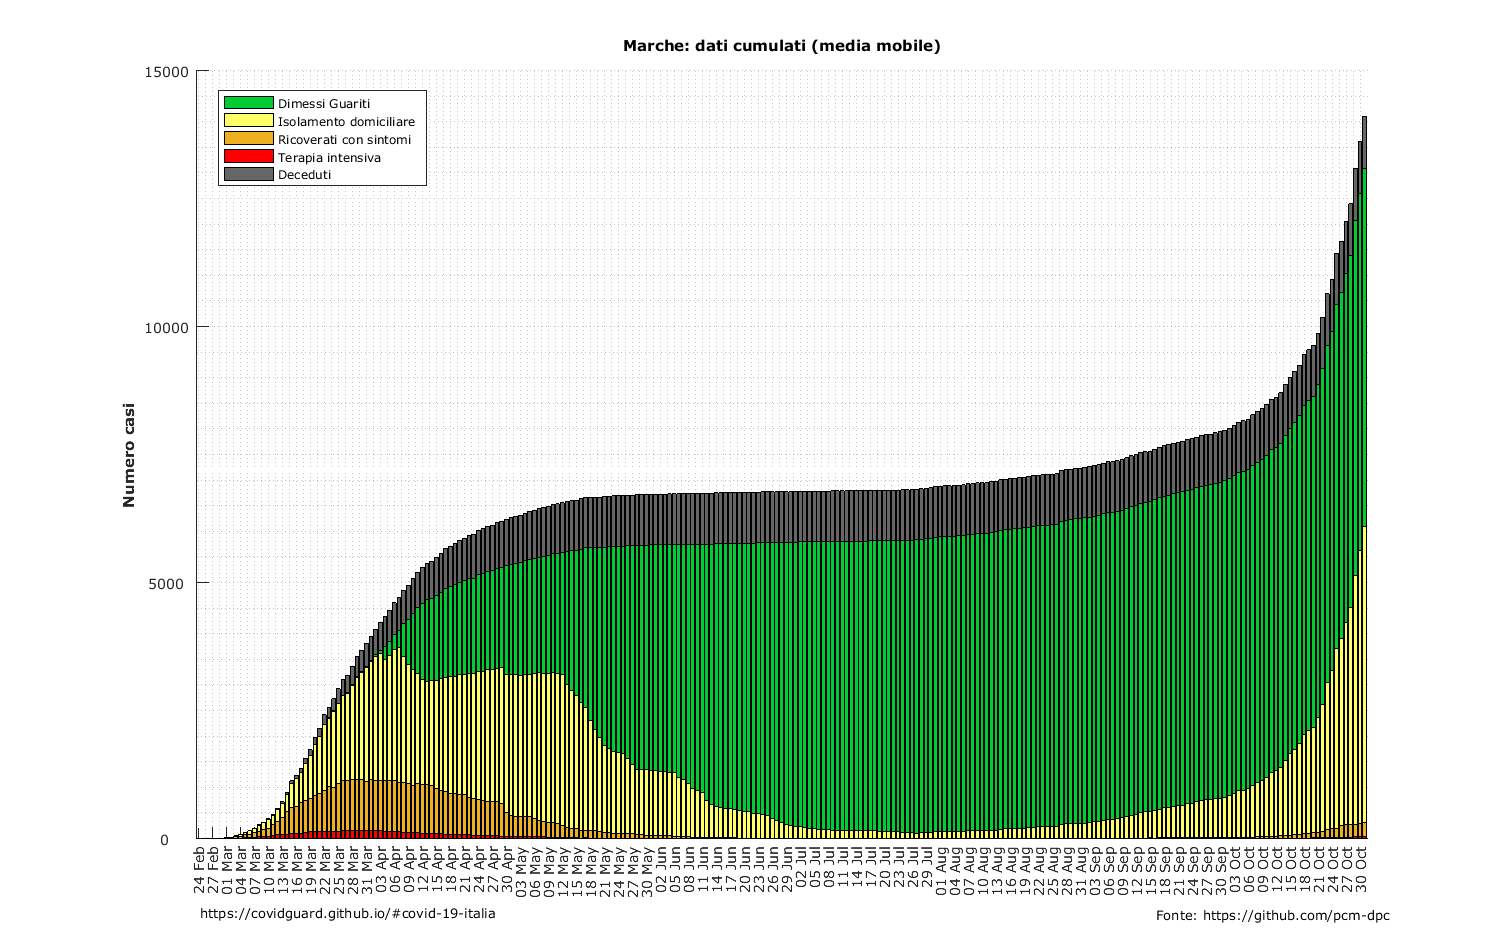 Marche: dati cumulati (media mobile)
15000
10000
5000
0
Numero casi
Dimessi Guariti
Isolamento domiciliare
Ricoverati con sintomi
Terapia intensiva
Deceduti
24 Feb
27 Feb
01 Mar
04 Mar
07 Mar
10 Mar
13 Mar
16 Mar
19 Mar
22 Mar
25 Mar
28 Mar
31 Mar
03 Apr
06 Apr
09 Apr
12 Apr
15 Apr
18 Apr
21 Apr
24 Apr
27 Apr
30 Apr
03 May
06 May
09 May
12 May
15 May
18 May
21 May
24 May
27 May
30 May
02 Jun
05 Jun
08 Jun
11 Jun
14 Jun
17 Jun
20 Jun
23 Jun
26 Jun
29 Jun
02 Jul
05 Jul
08 Jul
11 Jul
14 Jul
17 Jul
20 Jul
23 Jul
26 Jul
29 Jul
01 Aug
04 Aug
07 Aug
10 Aug
13 Aug
16 Aug
19 Aug
22 Aug
25 Aug
28 Aug
31 Aug
03 Sep
06 Sep
09 Sep
12 Sep
15 Sep
18 Sep
21 Sep
24 Sep
27 Sep
30 Sep
03 Oct
06 Oct
09 Oct
12 Oct
15 Oct
18 Oct
21 Oct
24 Oct
27 Oct
30 Oct
https://covidguard.github.io/#covid-19-italia
Fonte: https://github.com/pcm-dpc